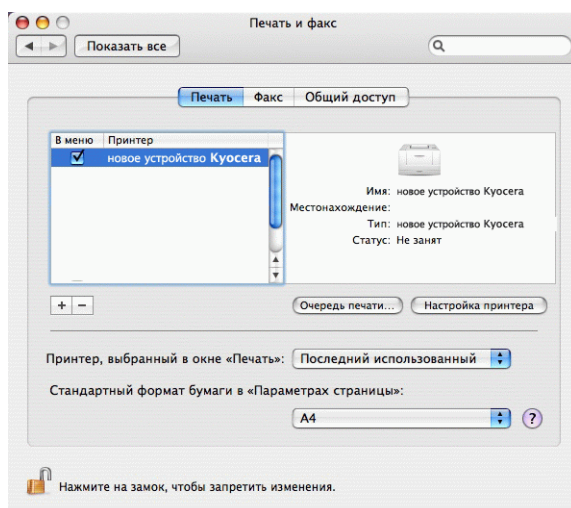 Печать и факс
Показать все
Печать Факс Общий доступ
В меню Принтер
новое устройство Kyocera
Имя: новое устройство Kyocera
Местонахождение:
Тип: новое устройство Kyocera
Статус: Не занят
+ −
Очередь печати... Настройка принтера
Принтер, выбранный в окне «Печать»: Последний использованный
Стандартный формат бумаги в «Параметрах страницы»:
A4 ?
Нажмите на замок, чтобы запретить изменения.